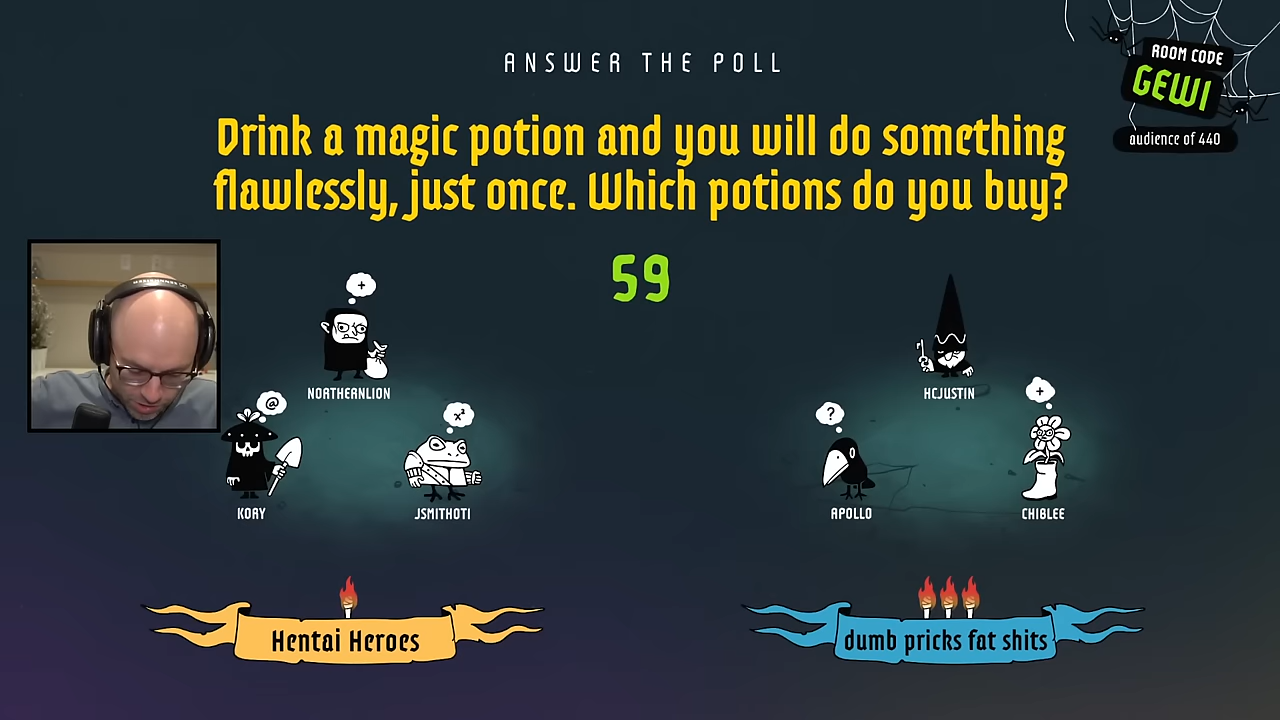 ANSWER THE POLL
ROOM CODE
GEWI
audience of 440
Drink a magic potion and you will do something
flawlessly, just once. Which potions do you buy?
59
+
NORTHERNLION
@
KORY
x²
JSMITHOTI
HCJUSTIN
?
APOLLO
+
CHIBLEE
Hentai Heroes
dumb pricks fat shits